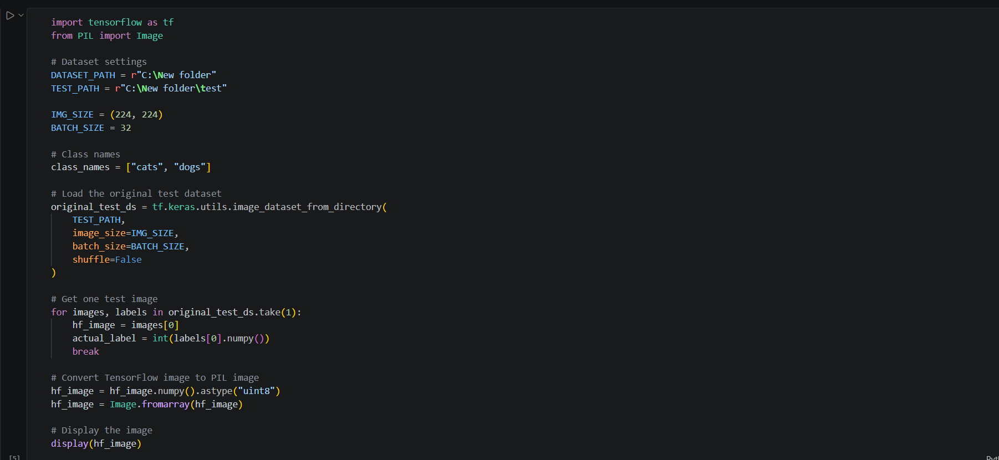 import tensorflow as tf
from PIL import Image
# Dataset settings
DATASET_PATH = r"C:\New folder"
TEST_PATH = r"C:\New folder\test"
IMG_SIZE = (224, 224)
BATCH_SIZE = 32
# Class names
class_names = ["cats", "dogs"]
# Load the original test dataset
original_test_ds = tf.keras.utils.image_dataset_from_directory(
    TEST_PATH,
    image_size=IMG_SIZE,
    batch_size=BATCH_SIZE,
    shuffle=False
)
# Get one test image
for images, labels in original_test_ds.take(1):
    hf_image = images[0]
    actual_label = int(labels[0].numpy())
    break
# Convert TensorFlow image to PIL image
hf_image = hf_image.numpy().astype("uint8")
hf_image = Image.fromarray(hf_image)
# Display the image
display(hf_image)
[5]